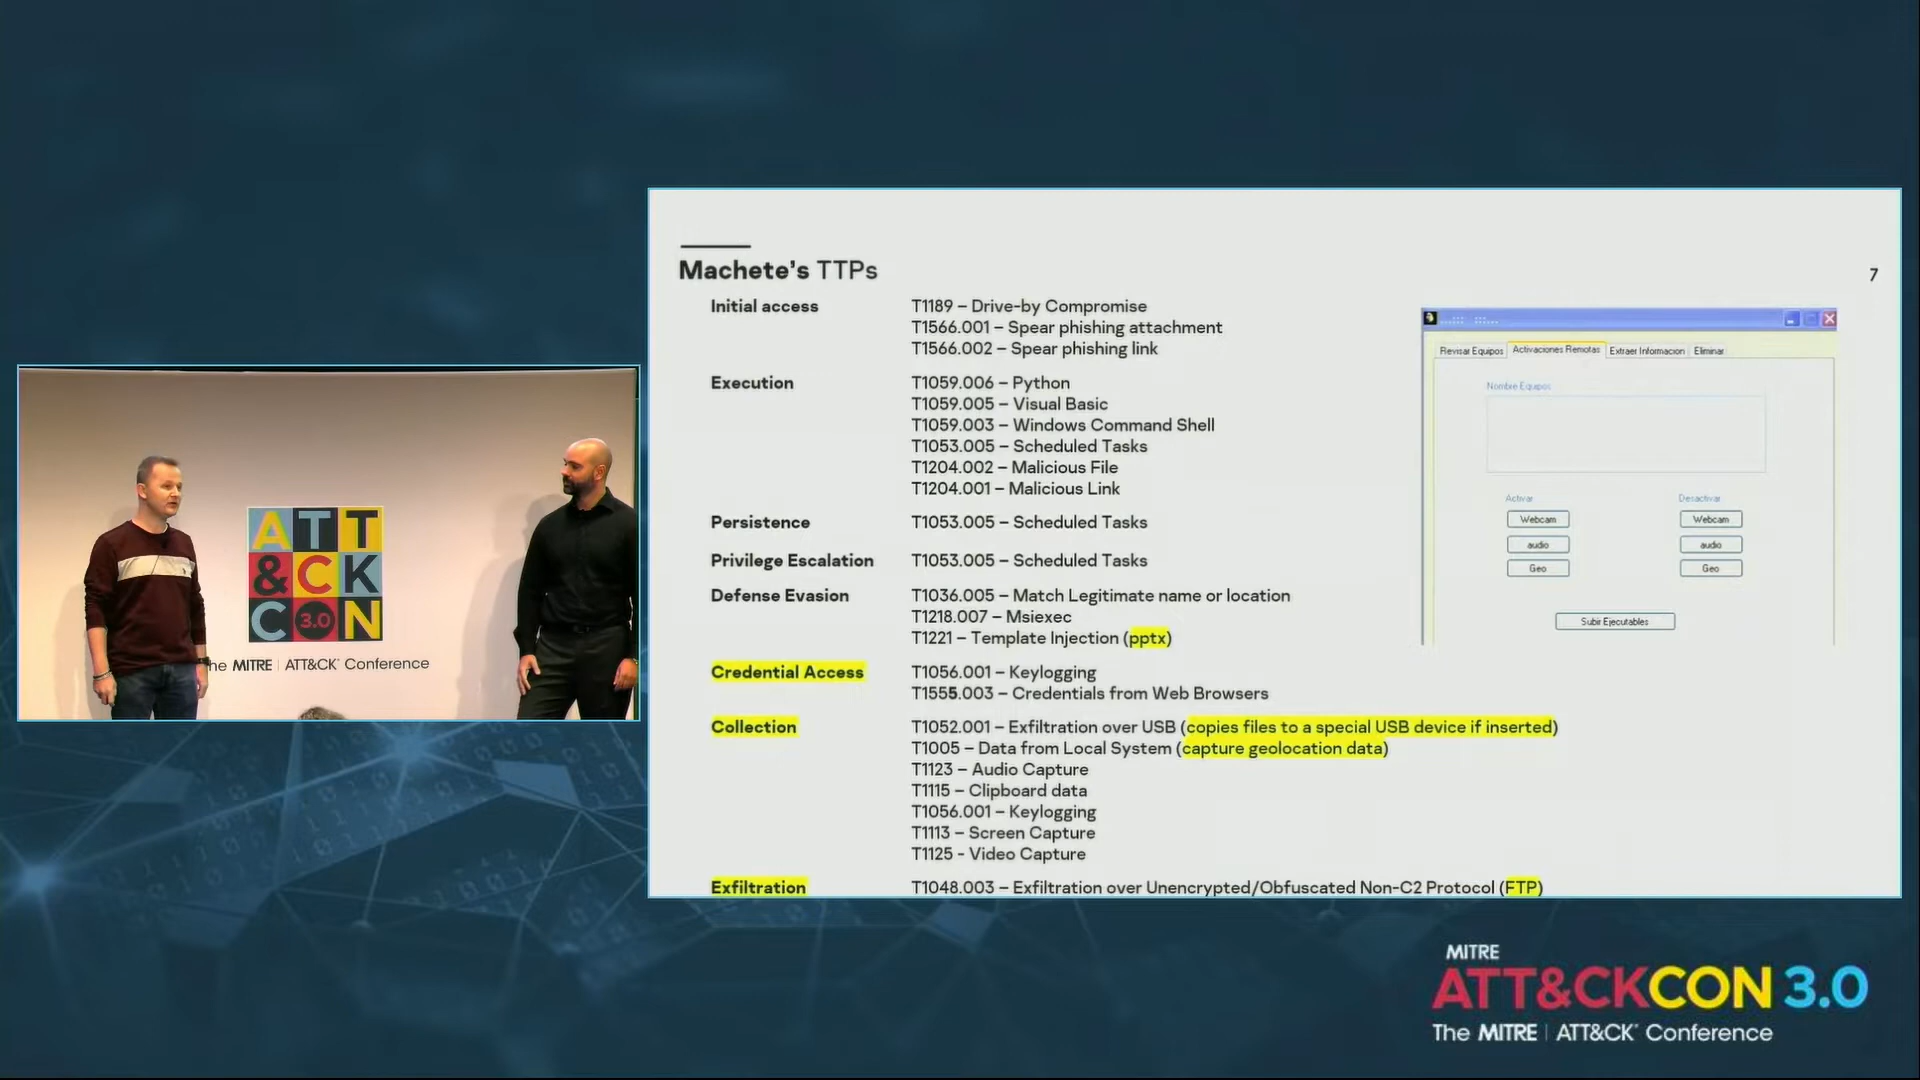 Machete's TTPs
7
Initial access
T1189 – Drive-by Compromise
T1566.001 – Spear phishing attachment
T1566.002 – Spear phishing link
Execution
T1059.006 – Python
T1059.005 – Visual Basic
T1059.003 – Windows Command Shell
T1053.005 – Scheduled Tasks
T1204.002 – Malicious File
T1204.001 – Malicious Link
Persistence
T1053.005 – Scheduled Tasks
Privilege Escalation
T1053.005 – Scheduled Tasks
Defense Evasion
T1036.005 – Match Legitimate name or location
T1218.007 – Msiexec
T1221 – Template Injection (pptx)
Credential Access
T1056.001 – Keylogging
T1555.003 – Credentials from Web Browsers
Collection
T1052.001 – Exfiltration over USB (copies files to a special USB device if inserted)
T1005 – Data from Local System (capture geolocation data)
T1123 – Audio Capture
T1115 – Clipboard data
T1056.001 – Keylogging
T1113 – Screen Capture
T1125 - Video Capture
Exfiltration
T1048.003 – Exfiltration over Unencrypted/Obfuscated Non-C2 Protocol (FTP)
Revisar Equipos Activaciones Remotas Extraer Informacion Eliminar
Nombre Equipos
Activar Desactivar
Webcam Webcam
audio audio
Geo Geo
Subir Ejecutables
ATT
&CK
C 3.0 N
he MITRE | ATT&CK® Conference
MITRE
ATT&CKCON 3.0
The MITRE | ATT&CK® Conference